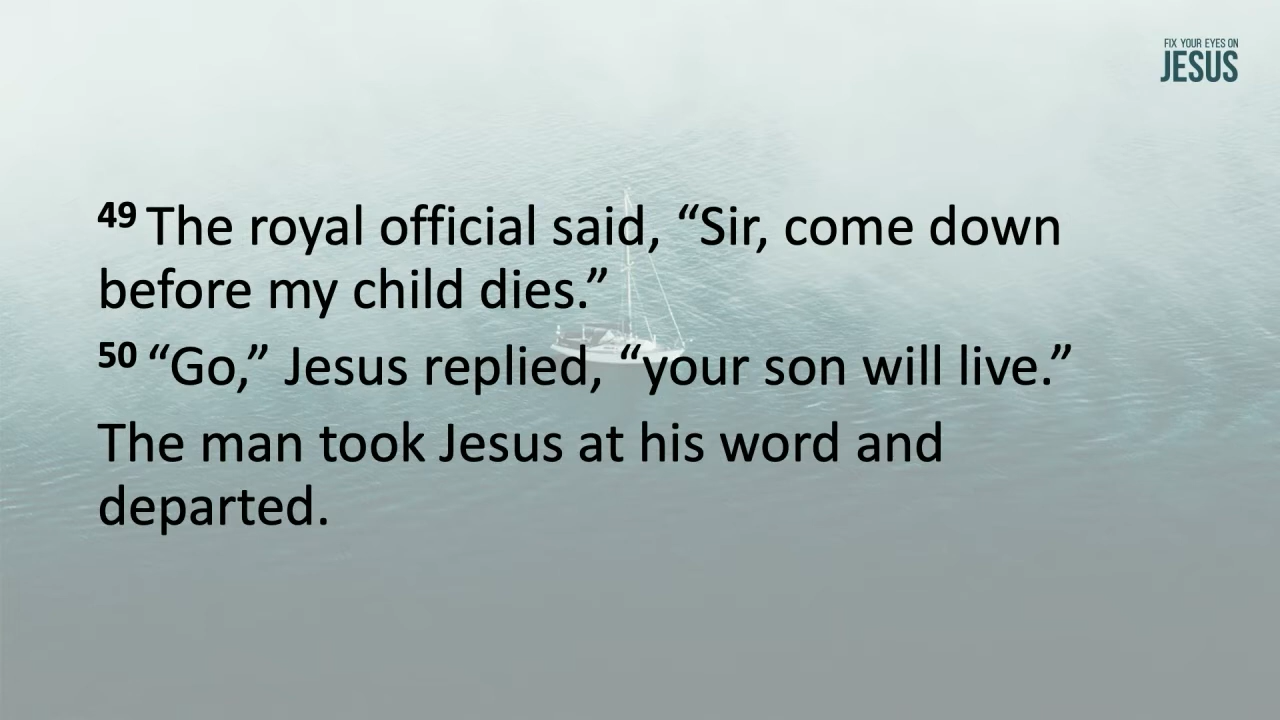 FIX YOUR EYES ON
JESUS
49 The royal official said, “Sir, come down
before my child dies.”
50 “Go,” Jesus replied, “your son will live.”
The man took Jesus at his word and
departed.